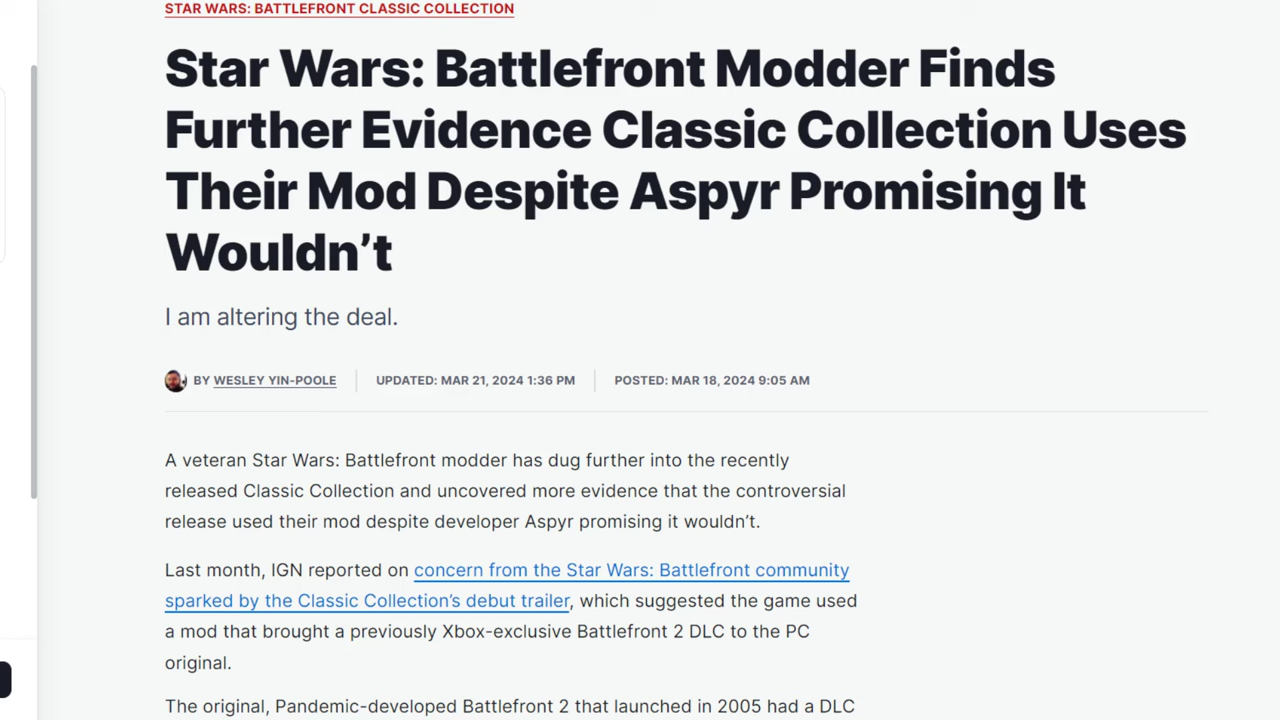 STAR WARS: BATTLEFRONT CLASSIC COLLECTION
Star Wars: Battlefront Modder Finds
Further Evidence Classic Collection Uses
Their Mod Despite Aspyr Promising It
Wouldn’t
I am altering the deal.
BY WESLEY YIN-POOLE UPDATED: MAR 21, 2024 1:36 PM POSTED: MAR 18, 2024 9:05 AM
A veteran Star Wars: Battlefront modder has dug further into the recently
released Classic Collection and uncovered more evidence that the controversial
release used their mod despite developer Aspyr promising it wouldn’t.
Last month, IGN reported on concern from the Star Wars: Battlefront community
sparked by the Classic Collection’s debut trailer, which suggested the game used
a mod that brought a previously Xbox-exclusive Battlefront 2 DLC to the PC
original.
The original, Pandemic-developed Battlefront 2 that launched in 2005 had a DLC